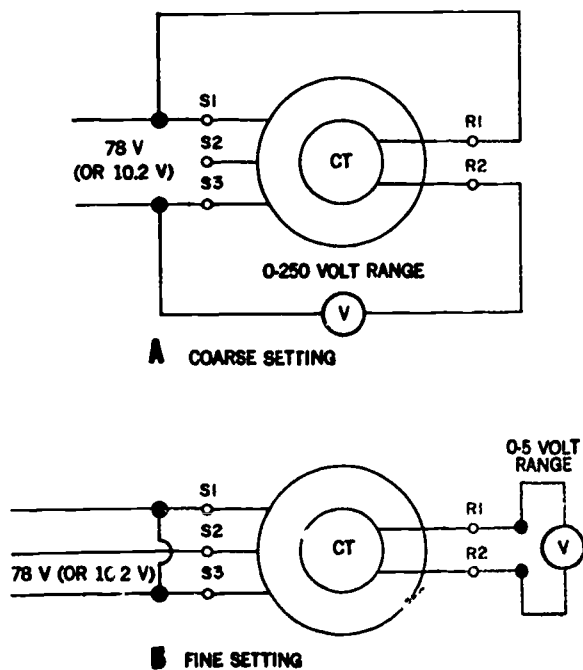 S1
78 V
(OR 10.2 V)
S2
S3
CT
R1
R2
0-250 VOLT RANGE
V
A COARSE SETTING
0-5 VOLT
RANGE
S1
S2
78 V (OR 10.2 V)
S3
CT
R1
R2
V
B FINE SETTING